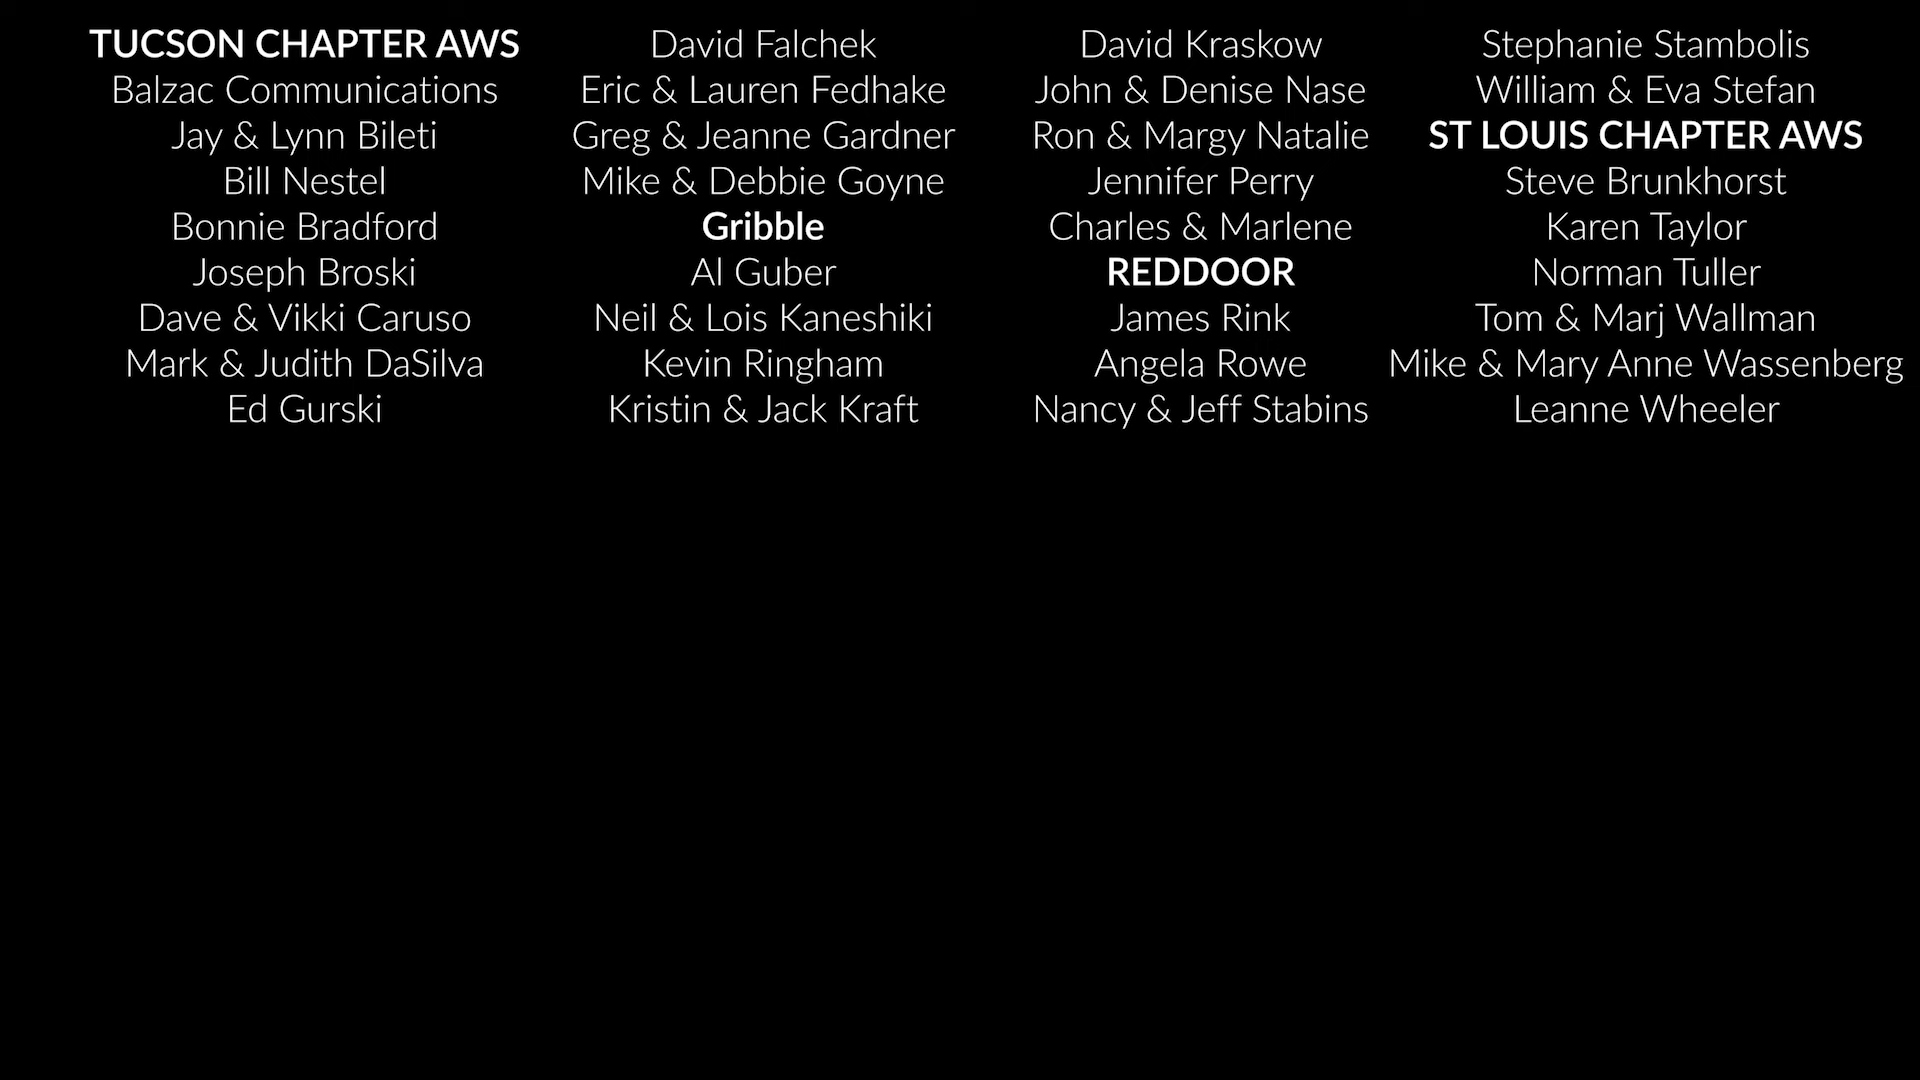 TUCSON CHAPTER AWS
Balzac Communications
Jay & Lynn Bileti
Bill Nestel
Bonnie Bradford
Joseph Broski
Dave & Vikki Caruso
Mark & Judith DaSilva
Ed Gurski
David Falchek
Eric & Lauren Fedhake
Greg & Jeanne Gardner
Mike & Debbie Goyne
Gribble
Al Guber
Neil & Lois Kaneshiki
Kevin Ringham
Kristin & Jack Kraft
David Kraskow
John & Denise Nase
Ron & Margy Natalie
Jennifer Perry
Charles & Marlene
REDDOOR
James Rink
Angela Rowe
Nancy & Jeff Stabins
Stephanie Stambolis
William & Eva Stefan
ST LOUIS CHAPTER AWS
Steve Brunkhorst
Karen Taylor
Norman Tuller
Tom & Marj Wallman
Mike & Mary Anne Wassenberg
Leanne Wheeler